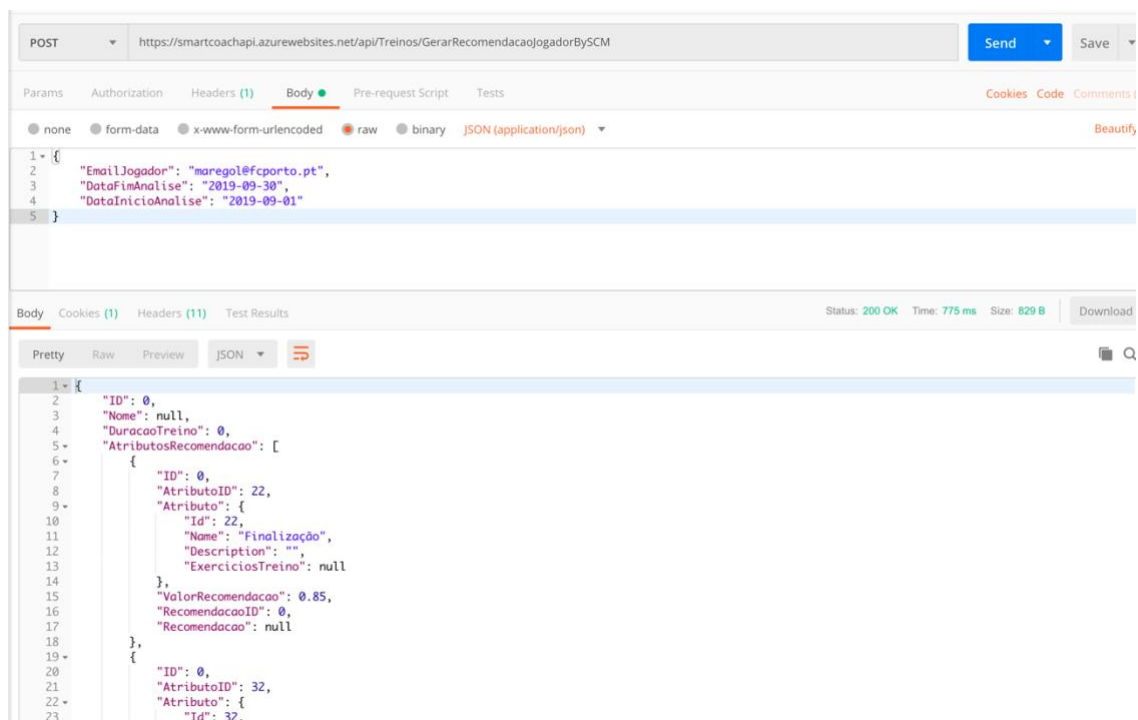 POST https://smartcoachapi.azurewebsites.net/api/Treinos/GerarRecomendacaoJogadorBySCM Send Save
Params Authorization Headers (1) Body Pre-request Script Tests Cookies Code Comments (
none form-data x-www-form-urlencoded raw binary JSON (application/json) Beautify
1 {
2 "EmailJogador": "maregol@fcporto.pt",
3 "DataFimAnalise": "2019-09-30",
4 "DataInicioAnalise": "2019-09-01"
5 }
Body Cookies (1) Headers (11) Test Results Status: 200 OK Time: 775 ms Size: 829 B Download
Pretty Raw Preview JSON
1 {
2 "ID": 0,
3 "Nome": null,
4 "DuracaoTreino": 0,
5 "AtributosRecomendacao": [
6 {
7 "ID": 0,
8 "AtributoID": 22,
9 "Atributo": {
10 "Id": 22,
11 "Name": "Finalização",
12 "Description": "",
13 "ExerciciosTreino": null
14 },
15 "ValorRecomendacao": 0.85,
16 "RecomendacaoID": 0,
17 "Recomendacao": null
18 },
19 {
20 "ID": 0,
21 "AtributoID": 32,
22 "Atributo": {
23 "Id": 32,